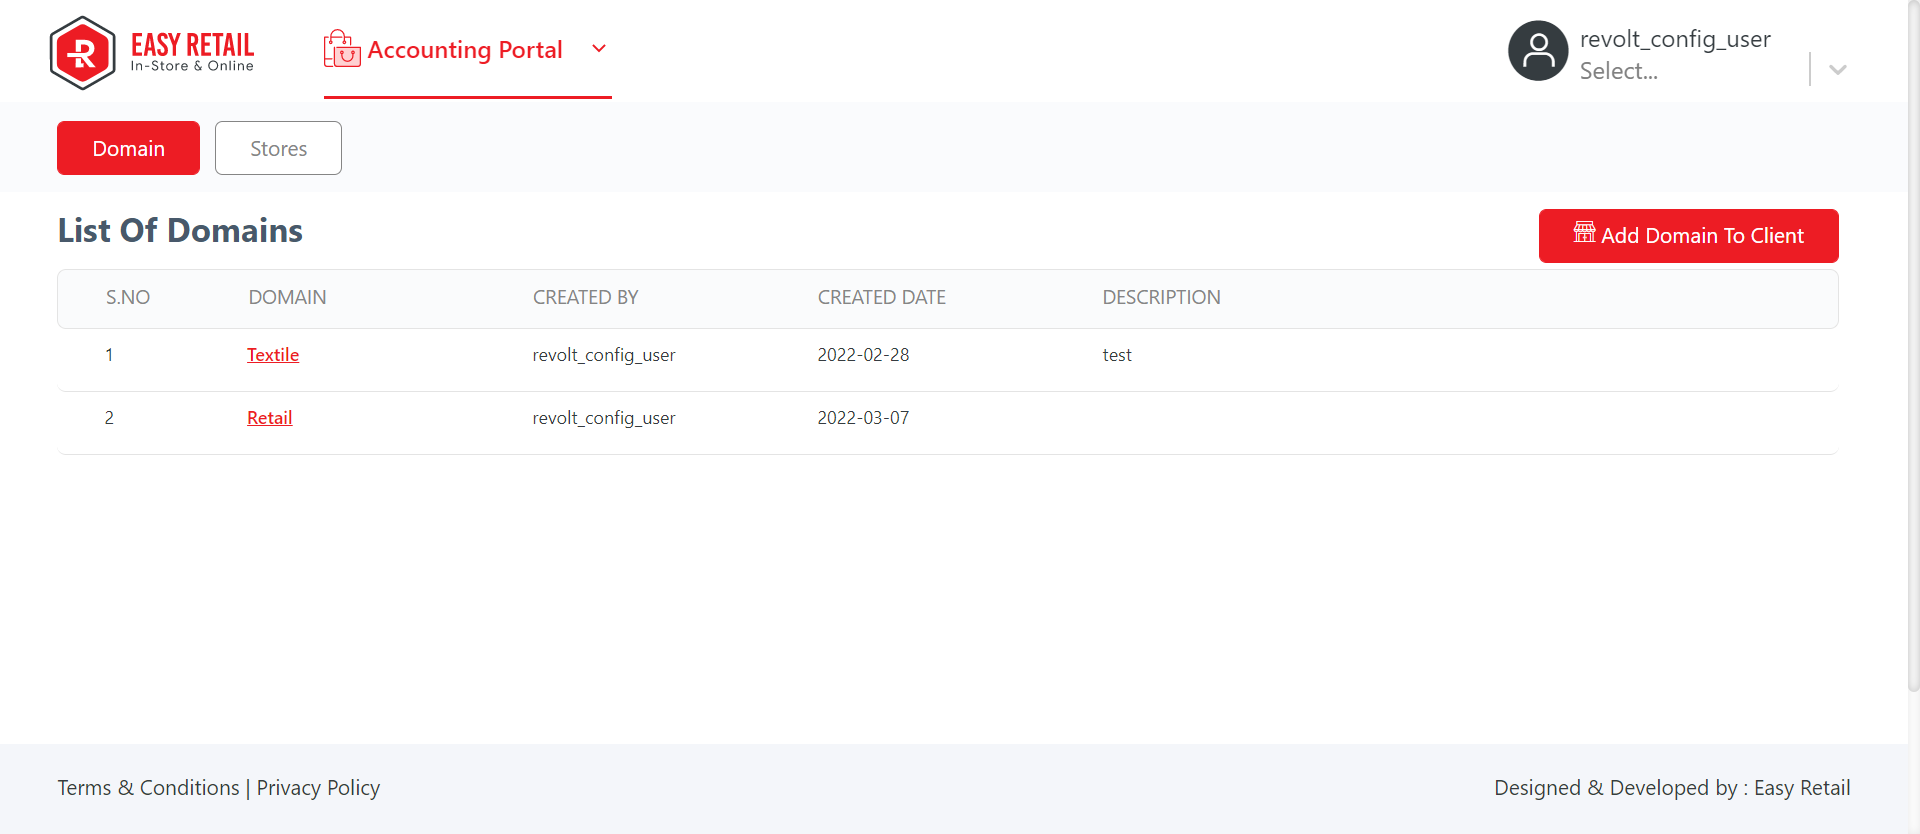 EASY RETAIL
In-Store & Online
Accounting Portal
revolt_config_user
Select...
Domain
Stores
List Of Domains
Add Domain To Client
S.NO DOMAIN CREATED BY CREATED DATE DESCRIPTION
1 Textile revolt_config_user 2022-02-28 test
2 Retail revolt_config_user 2022-03-07
Terms & Conditions | Privacy Policy
Designed & Developed by : Easy Retail